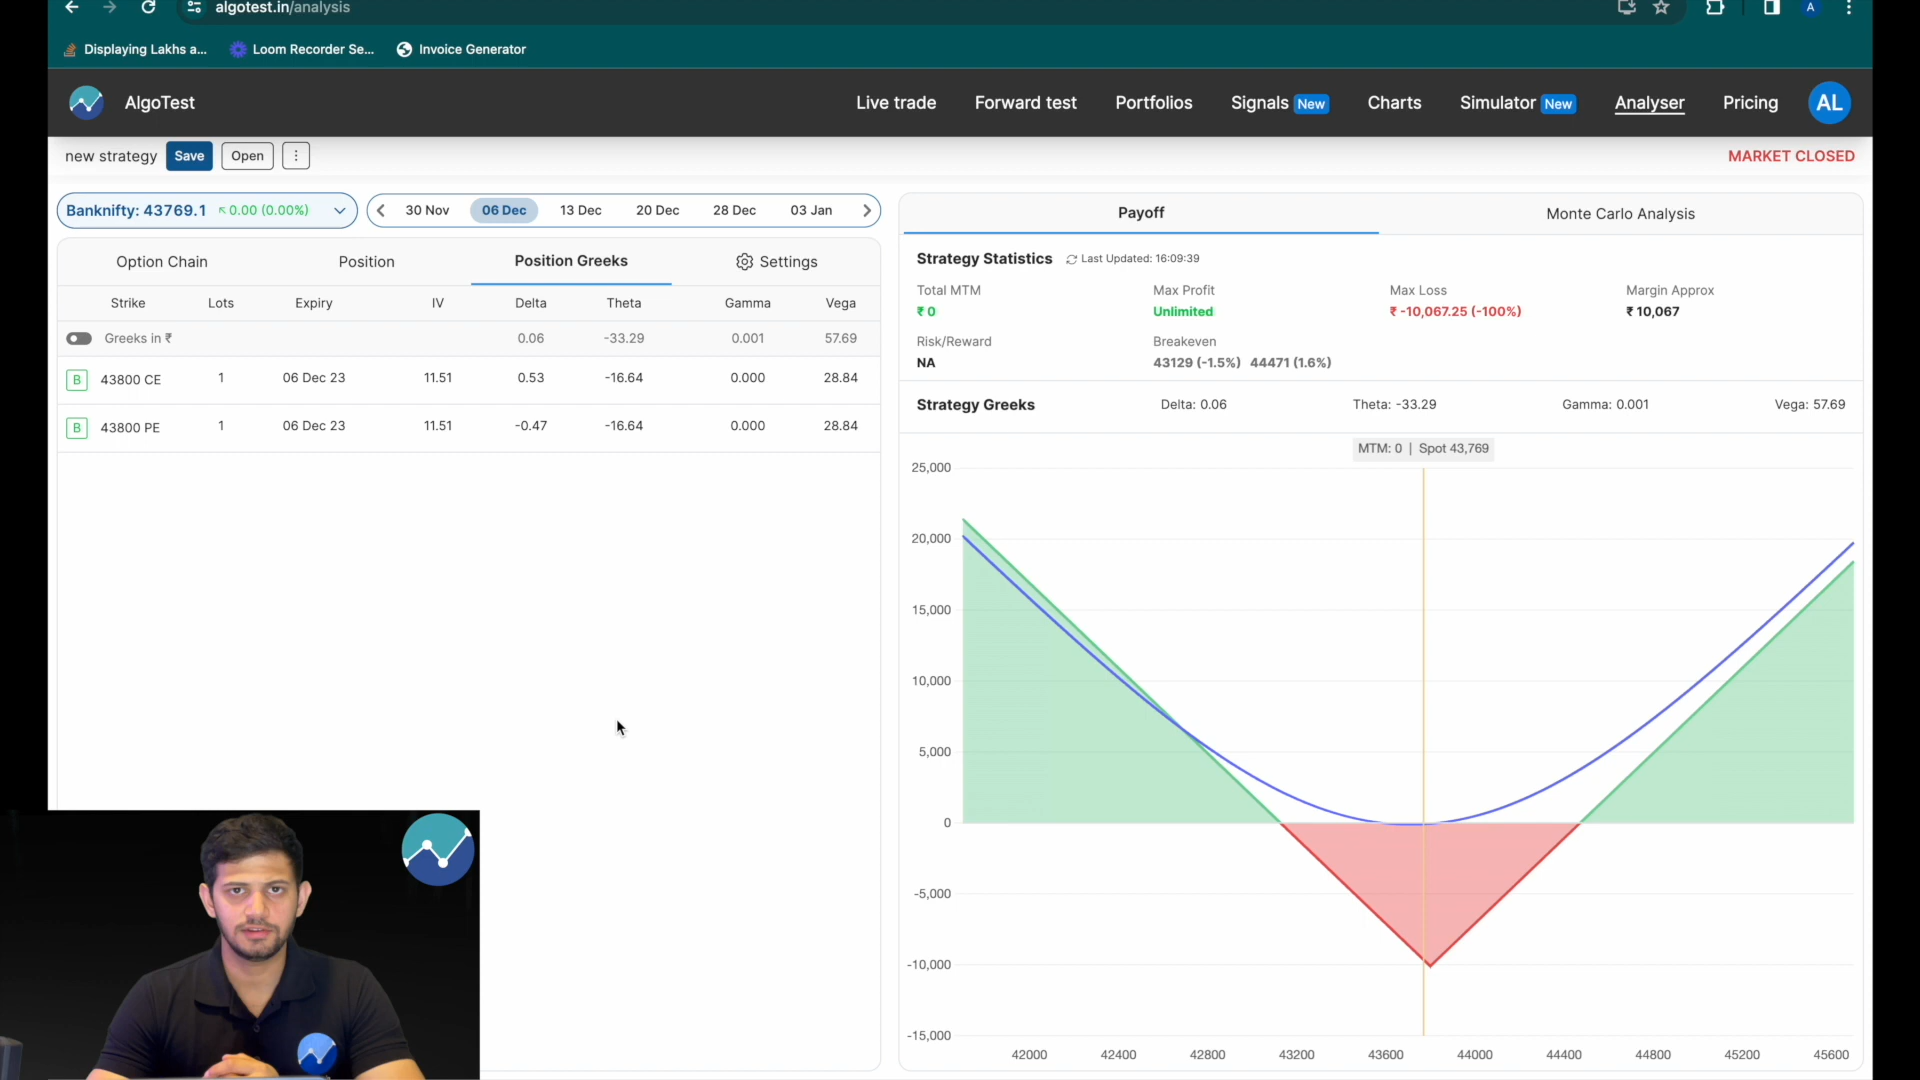 algotest.in/analysis
A
Displaying Lakhs a...
Loom Recorder Se...
Invoice Generator
AlgoTest
Live trade
Forward test
Portfolios
Signals New
Charts
Simulator New
Analyser
Pricing
AL
new strategy
Save
Open
MARKET CLOSED
Banknifty: 43769.1 0.00 (0.00%)
30 Nov
06 Dec
13 Dec
20 Dec
28 Dec
03 Jan
Option Chain
Position
Position Greeks
Settings
Strike Lots Expiry IV Delta Theta Gamma Vega
Greeks in ₹ 0.06 -33.29 0.001 57.69
B 43800 CE 1 06 Dec 23 11.51 0.53 -16.64 0.000 28.84
B 43800 PE 1 06 Dec 23 11.51 -0.47 -16.64 0.000 28.84
Payoff
Monte Carlo Analysis
Strategy Statistics Last Updated: 16:09:39
Total MTM Max Profit Max Loss Margin Approx
₹ 0 Unlimited ₹ -10,067.25 (-100%) ₹ 10,067
Risk/Reward Breakeven
NA 43129 (-1.5%) 44471 (1.6%)
Strategy Greeks Delta: 0.06 Theta: -33.29 Gamma: 0.001 Vega: 57.69
MTM: 0 | Spot 43,769
25,000
20,000
15,000
10,000
5,000
0
-5,000
-10,000
-15,000
42000 42400 42800 43200 43600 44000 44400 44800 45200 45600